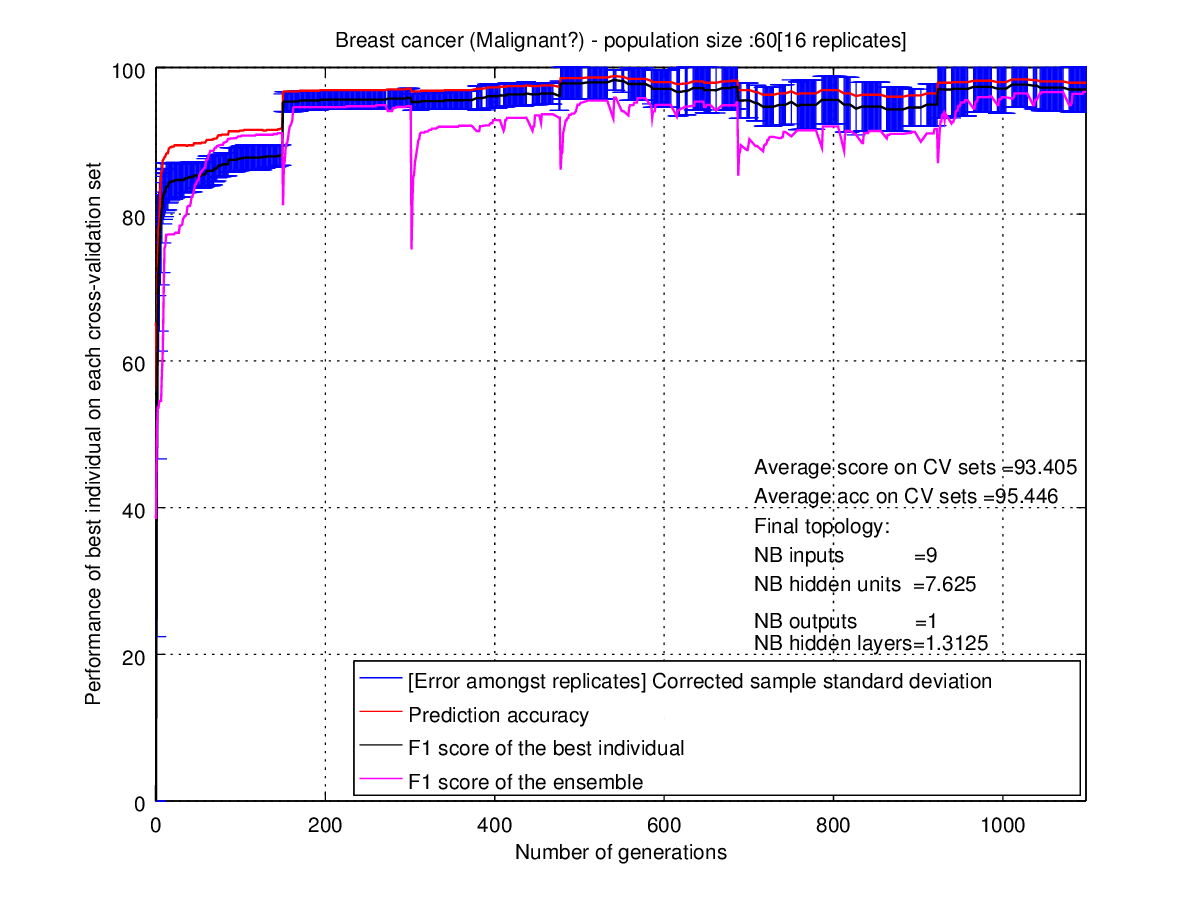 Breast cancer (Malignant?) - population size :60[16 replicates]
Performance of best individual on each cross-validation set
100
80
60
40
20
0
Average score on CV sets =93.405
Average acc on CV sets =95.446
Final topology:
NB inputs =9
NB hidden units =7.625
NB outputs =1
NB hidden layers=1.3125
[Error amongst replicates] Corrected sample standard deviation
Prediction accuracy
F1 score of the best individual
F1 score of the ensemble
0 200 400 600 800 1000
Number of generations